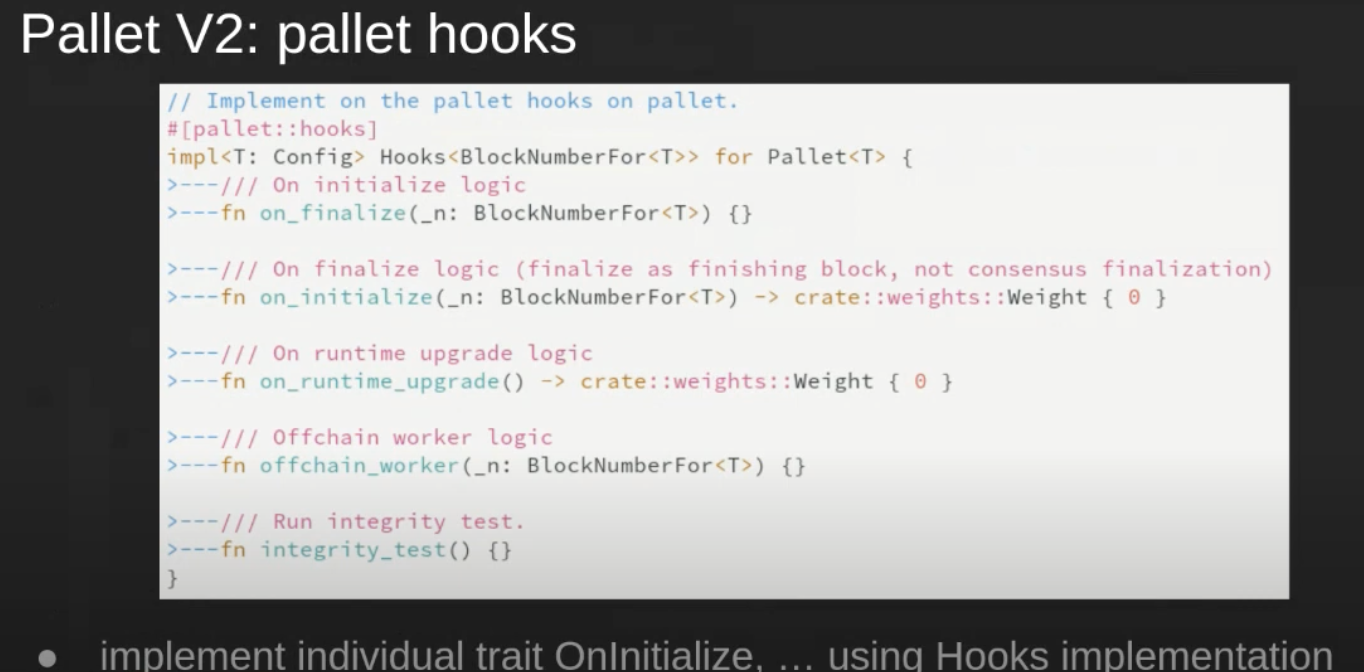 Pallet V2: pallet hooks
// Implement on the pallet hooks on pallet.
#[pallet::hooks]
impl<T: Config> Hooks<BlockNumberFor<T>> for Pallet<T> {
>---/// On initialize logic
>---fn on_finalize(_n: BlockNumberFor<T>) {}
>---/// On finalize logic (finalize as finishing block, not consensus finalization)
>---fn on_initialize(_n: BlockNumberFor<T>) -> crate::weights::Weight { 0 }
>---/// On runtime upgrade logic
>---fn on_runtime_upgrade() -> crate::weights::Weight { 0 }
>---/// Offchain worker logic
>---fn offchain_worker(_n: BlockNumberFor<T>) {}
>---/// Run integrity test.
>---fn integrity_test() {}
}
● implement individual trait OnInitialize, … using Hooks implementation